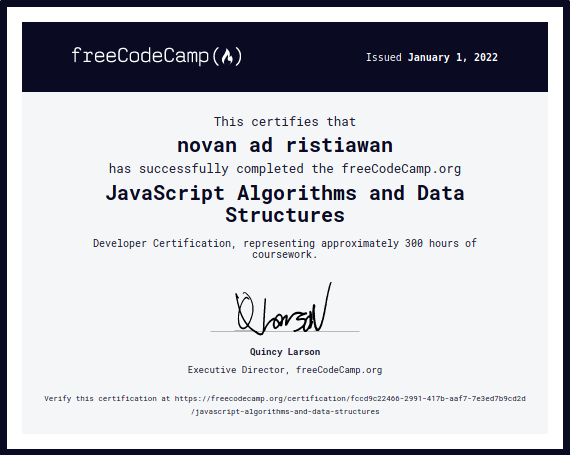 freeCodeCamp(🔥)
Issued January 1, 2022
This certifies that
novan ad ristiawan
has successfully completed the freeCodeCamp.org
JavaScript Algorithms and Data
Structures
Developer Certification, representing approximately 300 hours of
coursework.
Quincy Larson
Executive Director, freeCodeCamp.org
Verify this certification at https://freecodecamp.org/certification/fccd9c22466-2991-417b-aaf7-7e3ed7b9cd2d
/javascript-algorithms-and-data-structures